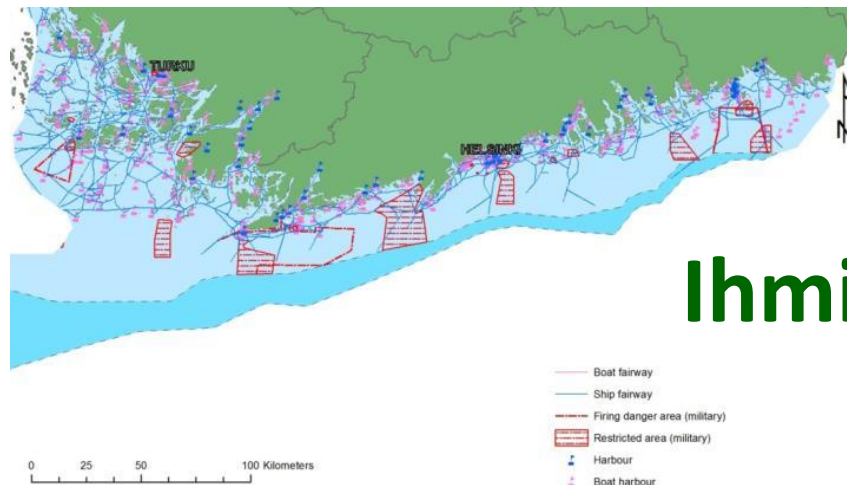 TURKU
HELSINKI
N
Ihmi
Boat fairway
Ship fairway
Firing danger area (military)
Restricted area (military)
Harbour
Boat harbour
0 25 50 100 Kilometers